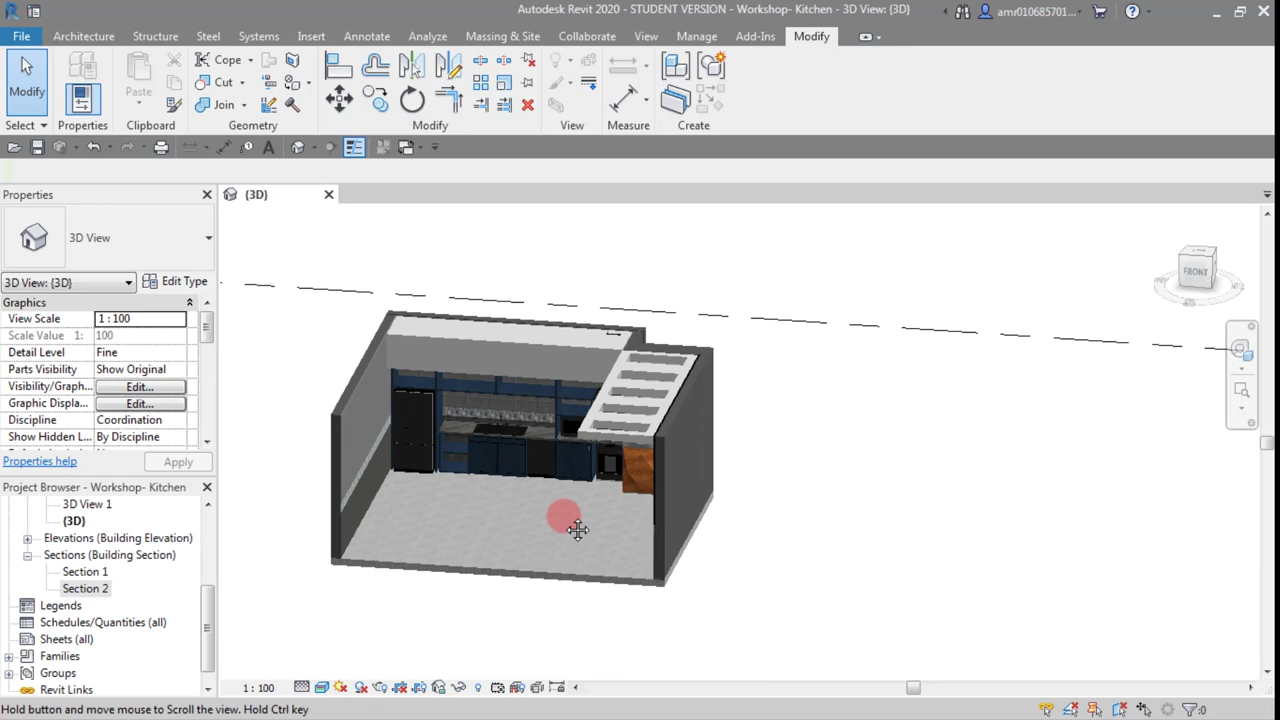 Autodesk Revit 2020 - STUDENT VERSION - Workshop- Kitchen - 3D View: {3D}
amr010685701...
File Architecture Structure Steel Systems Insert Annotate Analyze Massing & Site Collaborate View Manage Add-Ins Modify
Modify
Paste
Cope
Cut
Join
Select Properties Clipboard Geometry Modify View Measure Create
Properties
{3D}
3D View
3D View: {3D}
Edit Type
Graphics
View Scale 1 : 100
Scale Value 1: 100
Detail Level Fine
Parts Visibility Show Original
Visibility/Graph... Edit...
Graphic Displa... Edit...
Discipline Coordination
Show Hidden L... By Discipline
Properties help
Apply
FRONT
Project Browser - Workshop- Kitchen
3D View 1
{3D}
Elevations (Building Elevation)
Sections (Building Section)
Section 1
Section 2
Legends
Schedules/Quantities (all)
Sheets (all)
Families
Groups
Revit Links
1 : 100
Hold button and move mouse to Scroll the view. Hold Ctrl key
:0